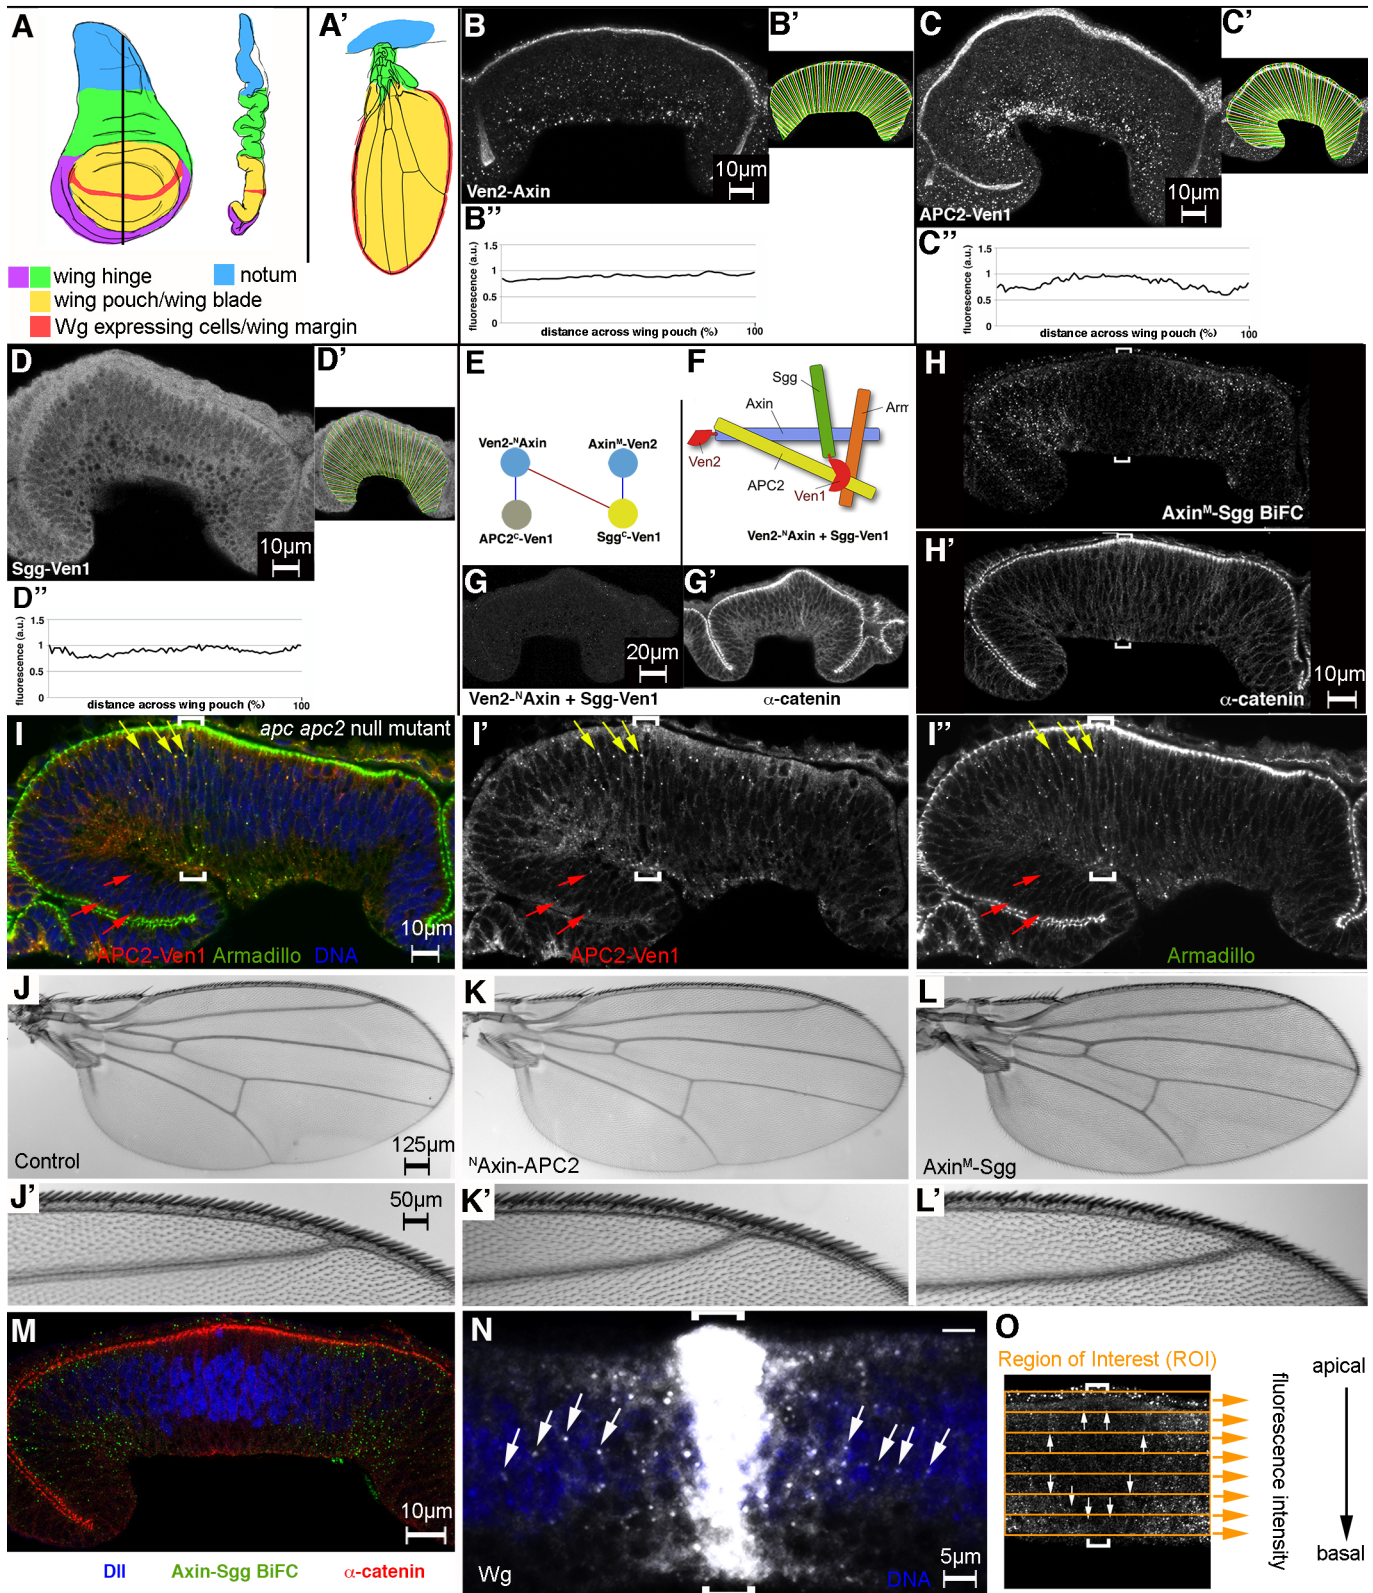 A
A'
wing hinge
notum
wing pouch/wing blade
Wg expressing cells/wing margin
B
Ven2-Axin
10µm
B'
B"
fluorescence (a.u.)
1.5
1
0.5
0
distance across wing pouch (%)
100
C
APC2-Ven1
10µm
C'
C"
fluorescence (a.u.)
1.5
1
0.5
0
distance across wing pouch (%)
100
D
Sgg-Ven1
10µm
D'
D"
fluorescence (a.u.)
1.5
1
0.5
0
distance across wing pouch (%)
100
E
Ven2-ᴺAxin
Axinᴹ-Ven2
APC2ᶜ-Ven1
Sggᶜ-Ven1
F
Sgg
Axin
Arm
Ven2
APC2
Ven1
Ven2-ᴺAxin + Sgg-Ven1
G
20µm
Ven2-ᴺAxin + Sgg-Ven1
G'
α-catenin
H
Axinᴹ-Sgg BiFC
H'
α-catenin
10µm
I
apc apc2 null mutant
10µm
APC2-Ven1 Armadillo DNA
I'
APC2-Ven1
I"
Armadillo
J
Control
125µm
K
ᴺAxin-APC2
L
Axinᴹ-Sgg
J'
50µm
K'
L'
M
10µm
Dll Axin-Sgg BiFC α-catenin
N
Wg
DNA
5µm
O
Region of Interest (ROI)
fluorescence intensity
apical
basal